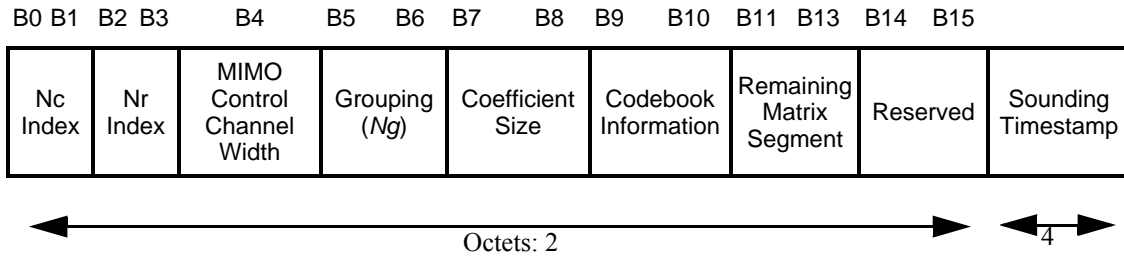 B0 B1 B2 B3 B4 B5 B6 B7 B8 B9 B10 B11 B13 B14 B15
Nc
Index
Nr
Index
MIMO
Control
Channel
Width
Grouping
(Ng)
Coefficient
Size
Codebook
Information
Remaining
Matrix
Segment
Reserved
Sounding
Timestamp
Octets: 2
4